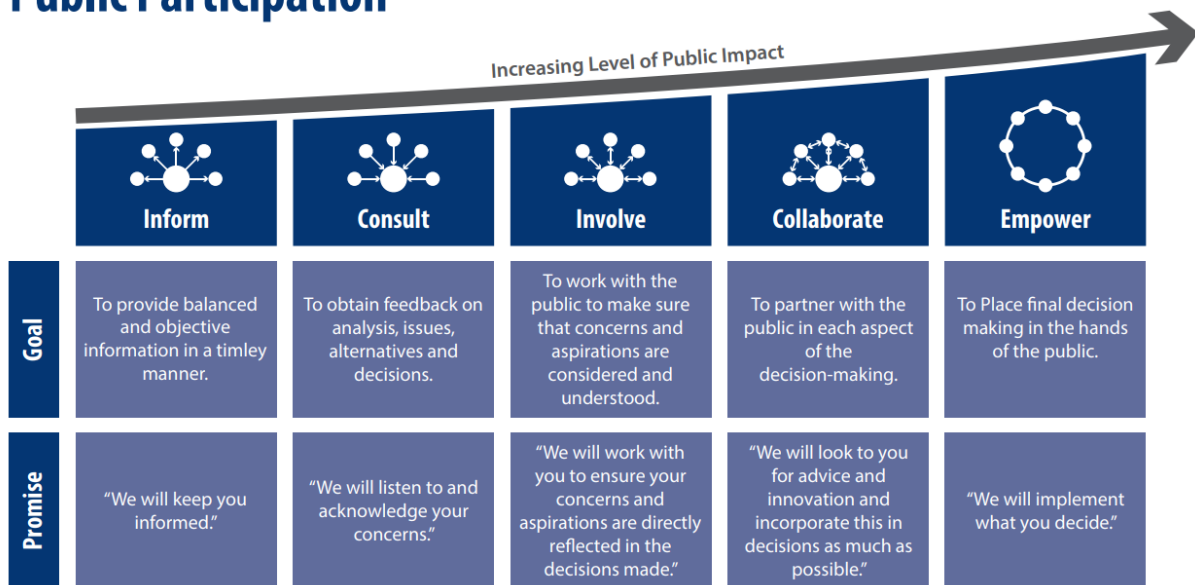 Public Participation
Increasing Level of Public Impact
Inform
Consult
Involve
Collaborate
Empower
Goal
To provide balanced
and objective
information in a timley
manner.
To obtain feedback on
analysis, issues,
alternatives and
decisions.
To work with the
public to make sure
that concerns and
aspirations are
considered and
understood.
To partner with the
public in each aspect
of the
decision-making.
To Place final decision
making in the hands
of the public.
Promise
“We will keep you
informed.”
“We will listen to and
acknowledge your
concerns.”
“We will work with
you to ensure your
concerns and
aspirations are directly
reflected in the
decisions made.”
“We will look to you
for advice and
innovation and
incorporate this in
decisions as much as
possible.”
“We will implement
what you decide.”